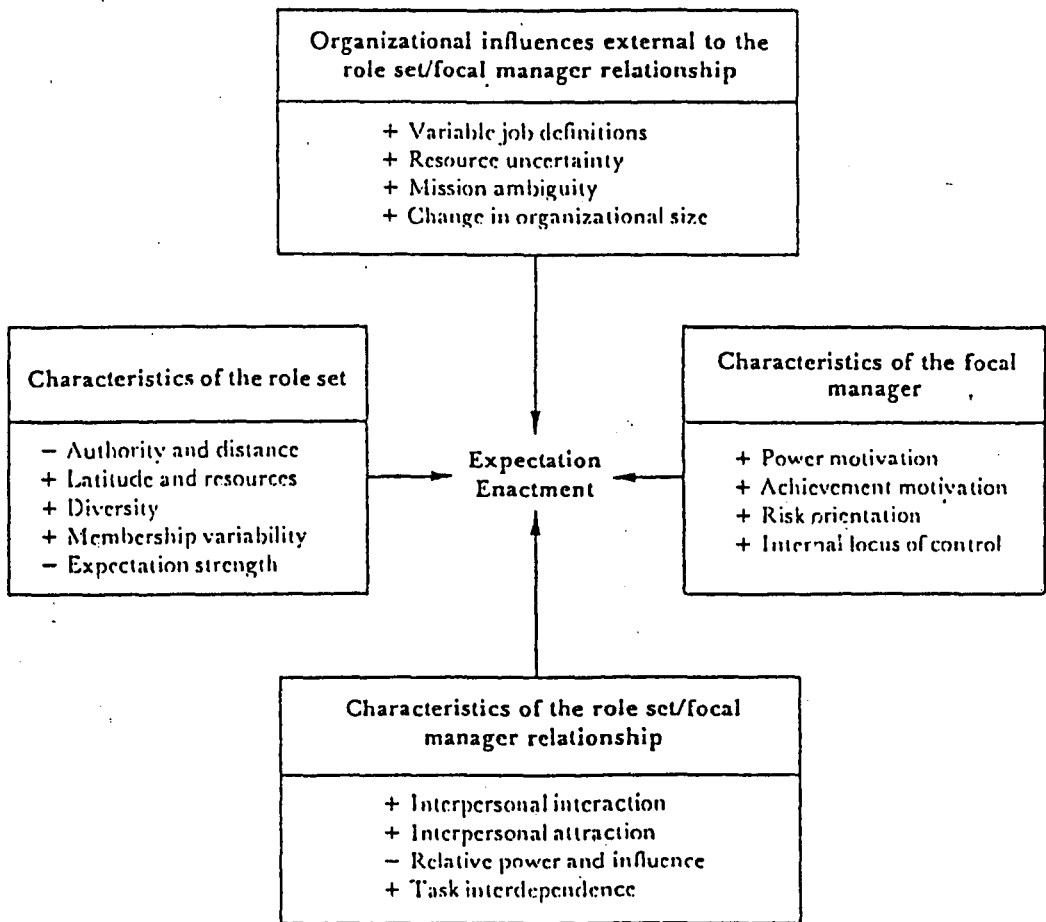 Organizational influences external to the
role set/focal manager relationship
+ Variable job definitions
+ Resource uncertainty
+ Mission ambiguity
+ Change in organizational size
Characteristics of the role set
− Authority and distance
+ Latitude and resources
+ Diversity
+ Membership variability
− Expectation strength
Expectation
Enactment
Characteristics of the focal
manager
+ Power motivation
+ Achievement motivation
+ Risk orientation
+ Internal locus of control
Characteristics of the role set/focal
manager relationship
+ Interpersonal interaction
+ Interpersonal attraction
− Relative power and influence
+ Task interdependence